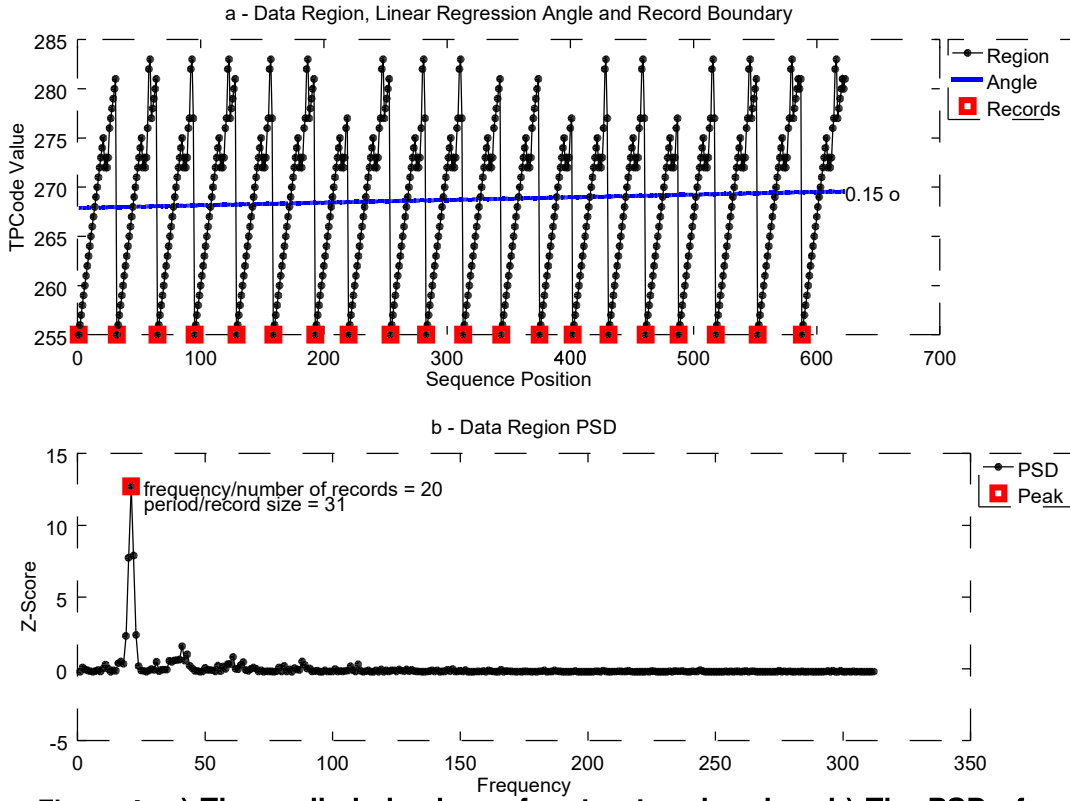 a - Data Region, Linear Regression Angle and Record Boundary
285
280
275
270
265
260
255
TPCode Value
0.15 o
Region
Angle
Records
0 100 200 300 400 500 600 700
Sequence Position
b - Data Region PSD
15
10
5
0
-5
Z-Score
frequency/number of records = 20
period/record size = 31
PSD
Peak
0 50 100 150 200 250 300 350
Frequency